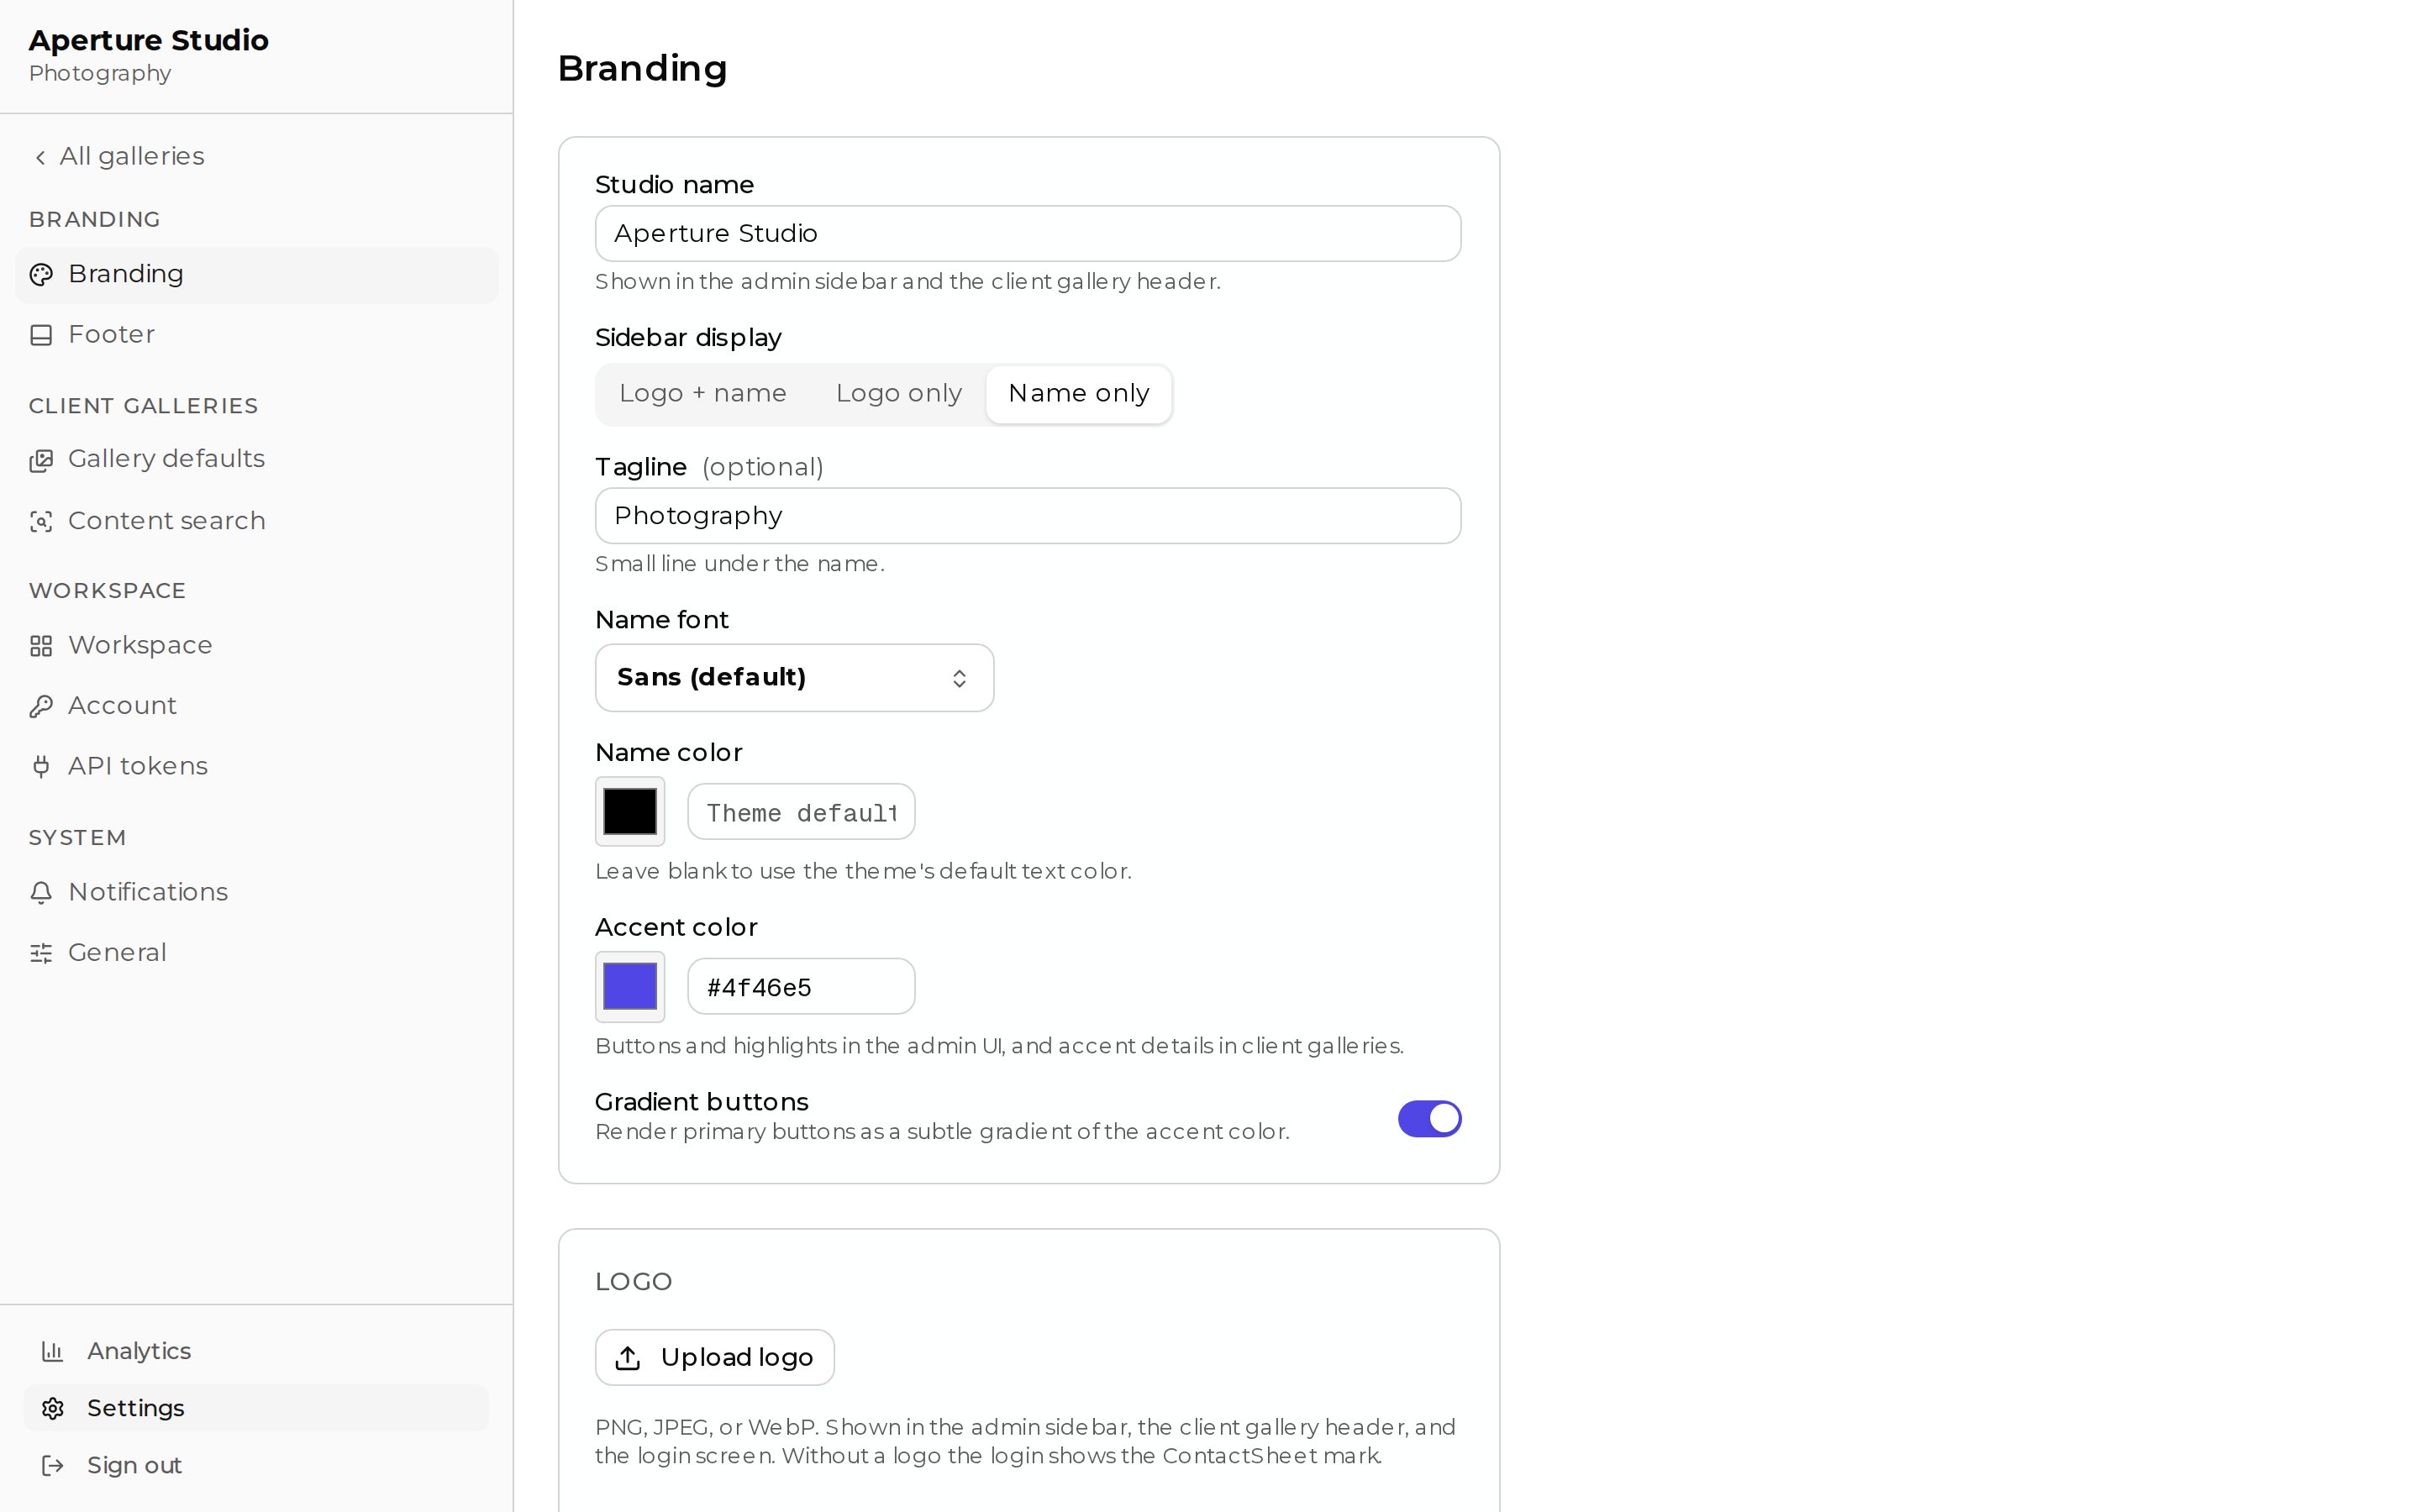 Aperture Studio
Photography
All galleries
BRANDING
Branding
Footer
CLIENT GALLERIES
Gallery defaults
Content search
WORKSPACE
Workspace
Account
API tokens
SYSTEM
Notifications
General
Analytics
Settings
Sign out
Branding
Studio name
Aperture Studio
Shown in the admin sidebar and the client gallery header.
Sidebar display
Logo + name Logo only Name only
Tagline (optional)
Photography
Small line under the name.
Name font
Sans (default)
Name color
Theme default
Leave blank to use the theme's default text color.
Accent color
#4f46e5
Buttons and highlights in the admin UI, and accent details in client galleries.
Gradient buttons
Render primary buttons as a subtle gradient of the accent color.
LOGO
Upload logo
PNG, JPEG, or WebP. Shown in the admin sidebar, the client gallery header, and
the login screen. Without a logo the login shows the ContactSheet mark.